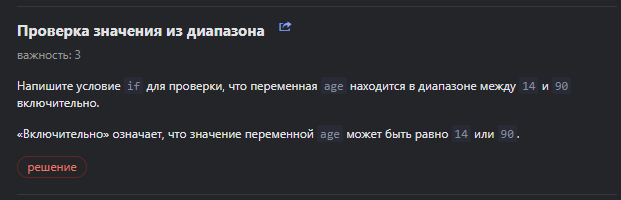 Проверка значения из диапазона
важность: 3
Напишите условие if для проверки, что переменная age находится в диапазоне между 14 и 90
включительно.
«Включительно» означает, что значение переменной age может быть равно 14 или 90.
решение